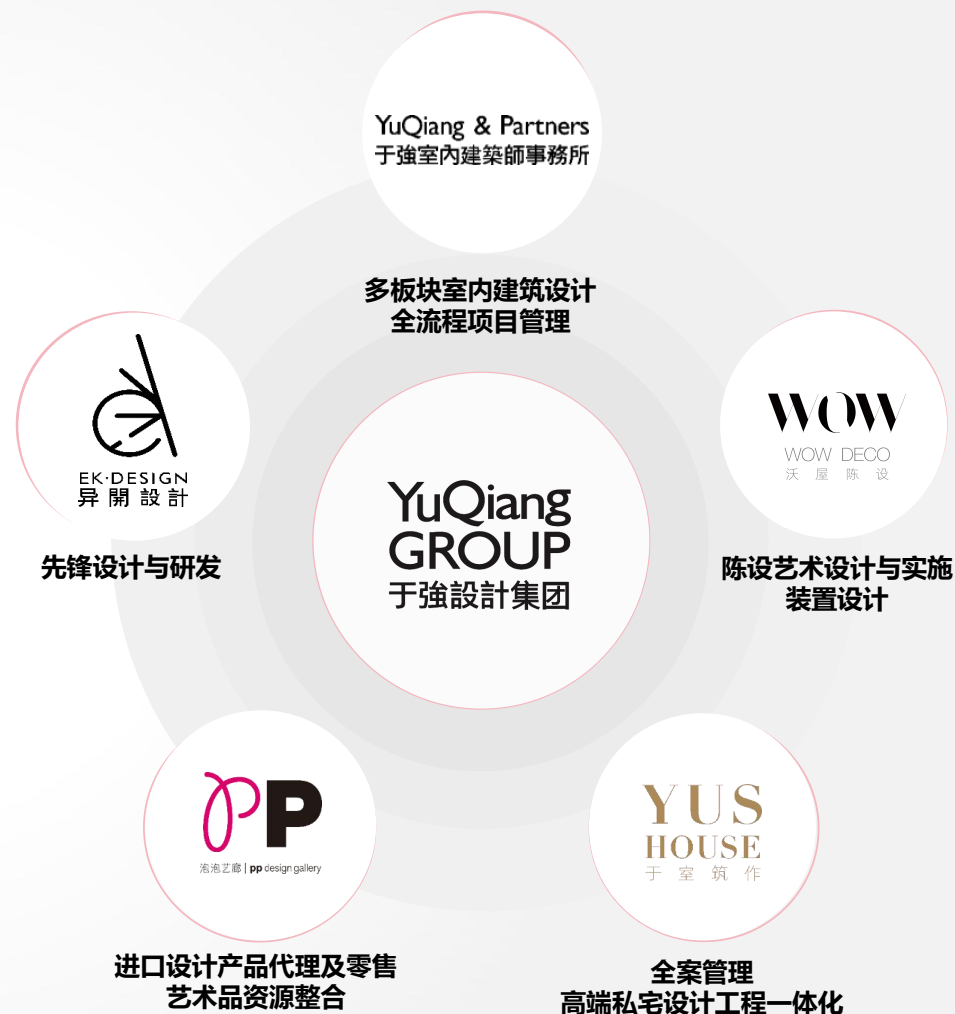 YuQiang & Partners
于強室內建築師事務所
多板块室内建筑设计
全流程项目管理
EK·DESIGN
异開設計
先锋设计与研发
WOW
WOW DECO
沃屋陈设
陈设艺术设计与实施
装置设计
YuQiang
GROUP
于強設計集团
PP
泡泡艺廊 | pp design gallery
进口设计产品代理及零售
艺术品资源整合
YUS
HOUSE
于室筑作
全案管理
高端私宅设计工程一体化